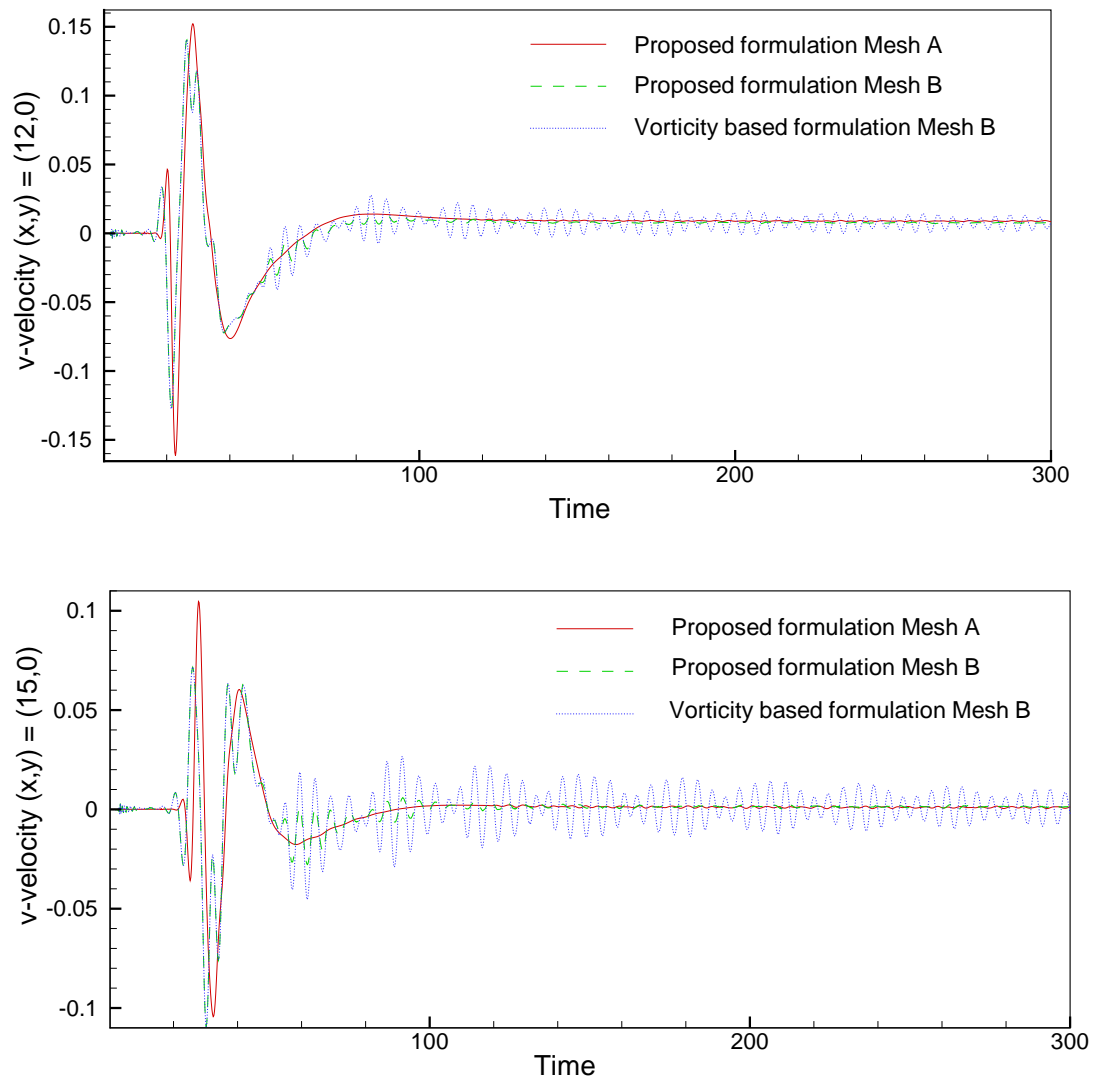 0.15
0.1
0.05
0
-0.05
-0.1
-0.15
v-velocity (x,y) = (12,0)
Proposed formulation Mesh A
Proposed formulation Mesh B
Vorticity based formulation Mesh B
100
200
300
Time
0.1
0.05
0
-0.05
-0.1
v-velocity (x,y) = (15,0)
Proposed formulation Mesh A
Proposed formulation Mesh B
Vorticity based formulation Mesh B
100
200
300
Time